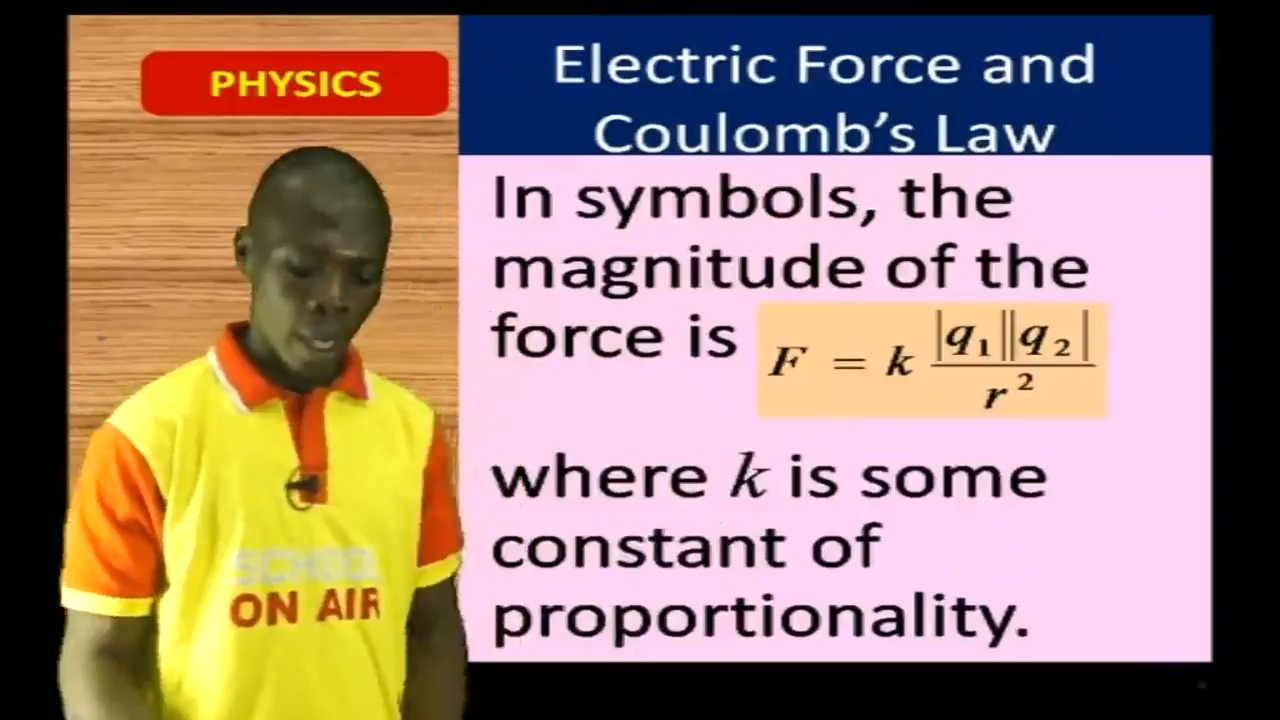 PHYSICS
Electric Force and
Coulomb's Law
In symbols, the
magnitude of the
force is F = k |q₁||q₂| / r²
where k is some
constant of
proportionality.
SCHOOL
ON AIR